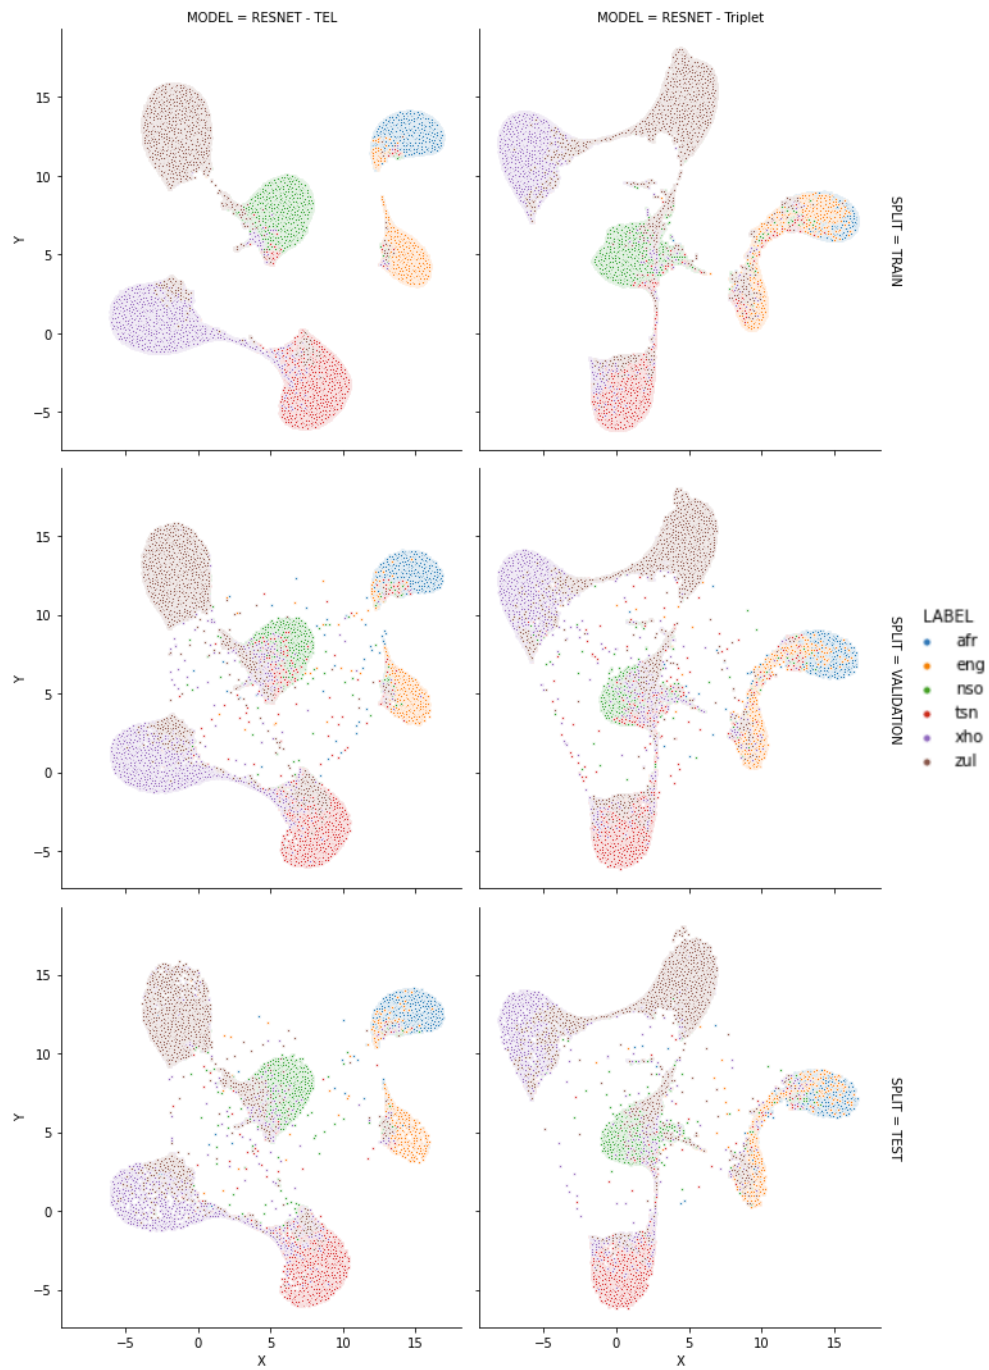 MODEL = RESNET - TEL
MODEL = RESNET - Triplet
15
10
5
0
−5
Y
SPLIT = TRAIN
15
10
5
0
−5
Y
SPLIT = VALIDATION
LABEL
afr
eng
nso
tsn
xho
zul
15
10
5
0
−5
Y
SPLIT = TEST
−5 0 5 10 15
X
−5 0 5 10 15
X